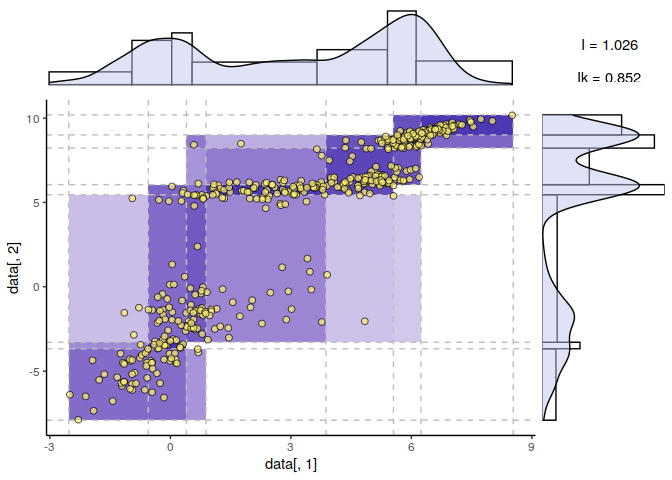 I = 1.026
Ik = 0.852
10
5
0
-5
-3
0
3
6
9
data[, 2]
data[, 1]